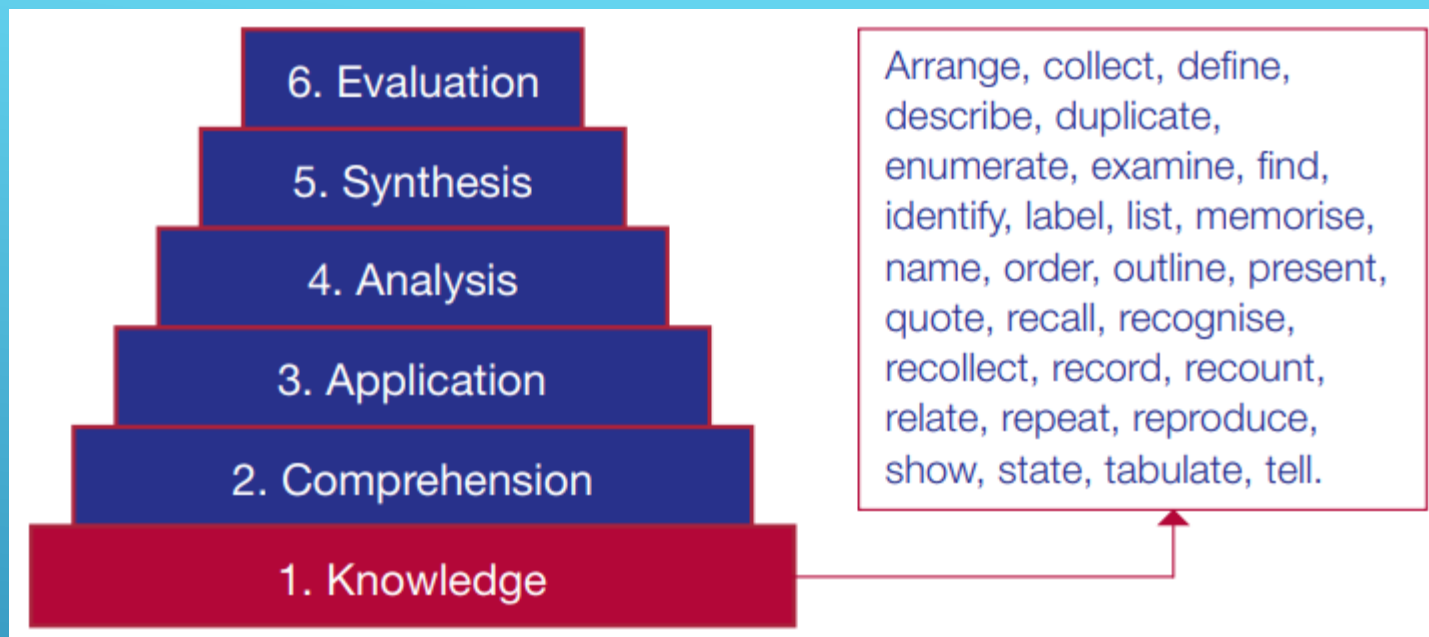 6. Evaluation
5. Synthesis
4. Analysis
3. Application
2. Comprehension
1. Knowledge
Arrange, collect, define,
describe, duplicate,
enumerate, examine, find,
identify, label, list, memorise,
name, order, outline, present,
quote, recall, recognise,
recollect, record, recount,
relate, repeat, reproduce,
show, state, tabulate, tell.